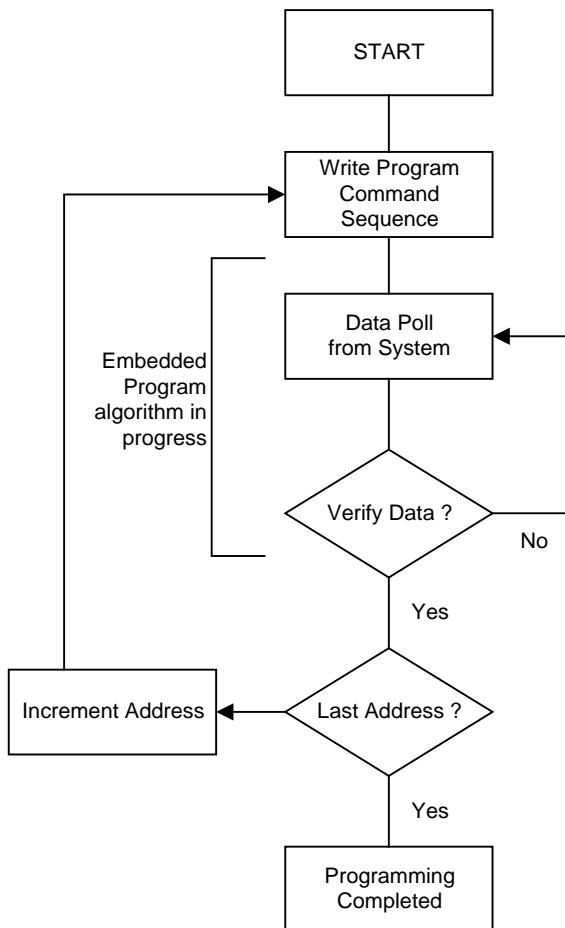 START
Write Program
Command
Sequence
Data Poll
from System
Embedded
Program
algorithm in
progress
Verify Data ?
No
Yes
Increment Address
Last Address ?
Yes
Programming
Completed